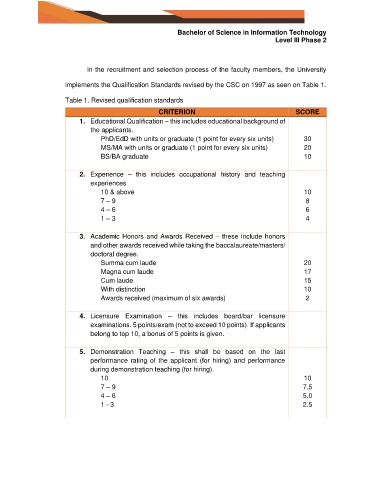 Bachelor of Science in Information Technology
Level III Phase 2
In the recruitment and selection process of the faculty members, the University
implements the Qualification Standards revised by the CSC on 1997 as seen on Table 1.
Table 1. Revised qualification standards
CRITERION SCORE
1. Educational Qualification – this includes educational background of
the applicants.
PhD/EdD with units or graduate (1 point for every six units) 30
MS/MA with units or graduate (1 point for every six units) 20
BS/BA graduate 10
2. Experience – this includes occupational history and teaching
experiences
10 & above 10
7 – 9 8
4 – 6 6
1 – 3 4
3. Academic Honors and Awards Received – these include honors
and other awards received while taking the baccalaureate/masters/
doctoral degree.
Summa cum laude 20
Magna cum laude 17
Cum laude 15
With distinction 10
Awards received (maximum of six awards) 2
4. Licensure Examination – this includes board/bar licensure
examinations. 5 points/exam (not to exceed 10 points). If applicants
belong to top 10, a bonus of 5 points is given.
5. Demonstration Teaching – this shall be based on the last
performance rating of the applicant (for hiring) and performance
during demonstration teaching (for hiring).
10 10
7 – 9 7.5
4 – 6 5.0
1 - 3 2.5